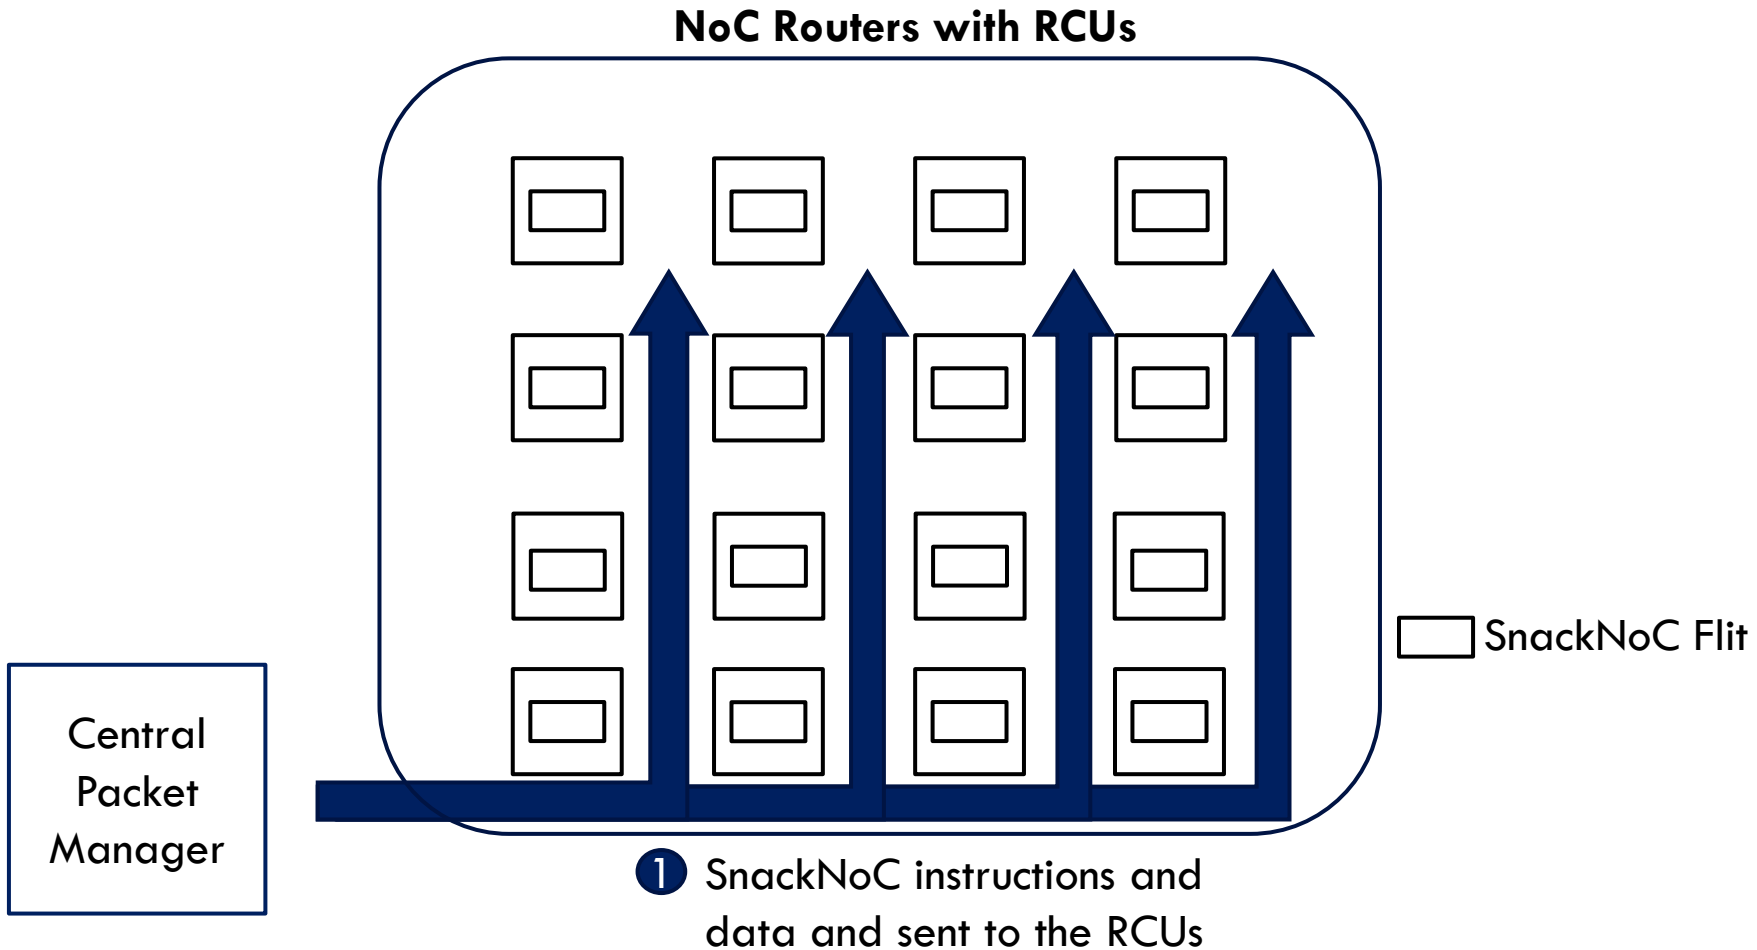 NoC Routers with RCUs
SnackNoC Flit
Central
Packet
Manager
1 SnackNoC instructions and
data and sent to the RCUs